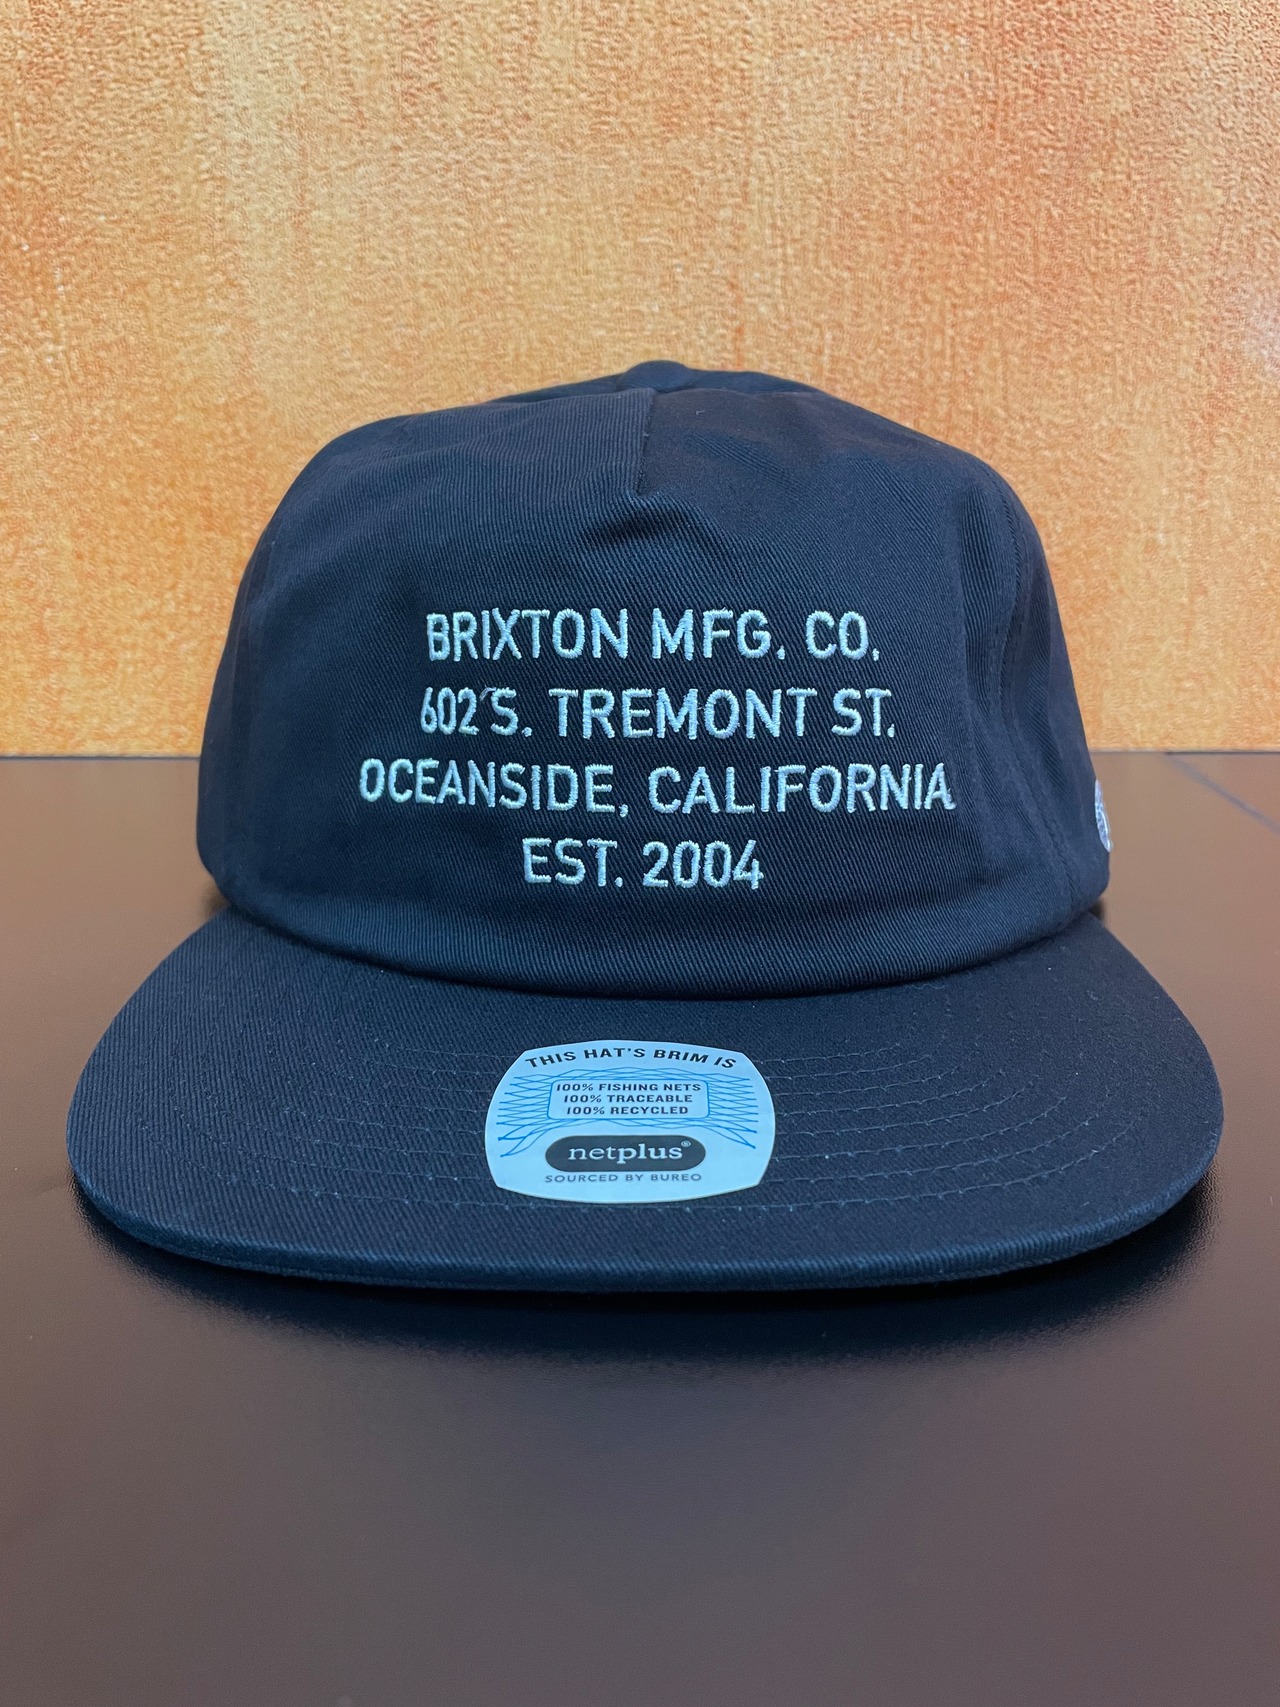 BRIXTON MFG. CO.
602'S. TREMONT ST.
OCEANSIDE, CALIFORNIA
EST. 2004
THIS HAT'S BRIM IS
100% FISHING NETS
100% TRACEABLE
100% RECYCLED
netplus®
SOURCED BY BUREO